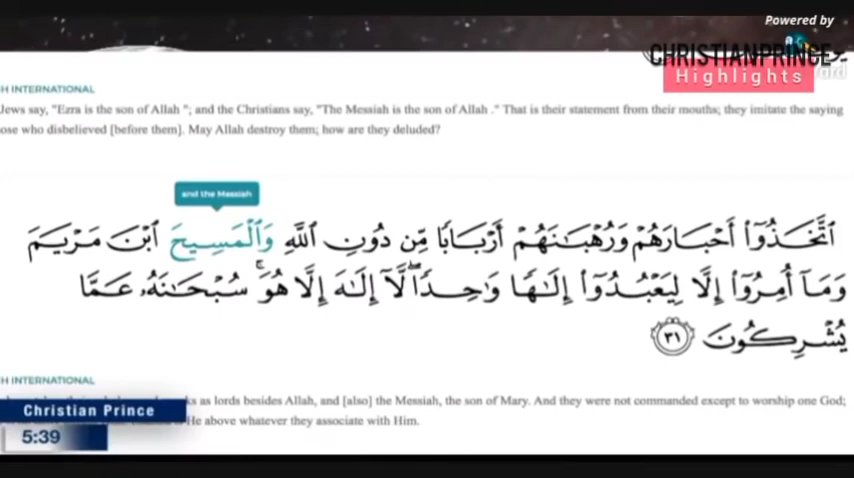 Powered by
CHRISTIANPRINCE
Highlights
H INTERNATIONAL
Jews say, "Ezra is the son of Allah "; and the Christians say, "The Messiah is the son of Allah ." That is their statement from their mouths; they imitate the saying
ose who disbelieved [before them]. May Allah destroy them; how are they deluded?
and the Messiah
ٱتَّخَذُوٓا۟ أَحْبَارَهُمْ وَرُهْبَـٰنَهُمْ أَرْبَابًا مِّن دُونِ ٱللَّهِ وَٱلْمَسِيحَ ٱبْنَ مَرْيَمَ
وَمَآ أُمِرُوٓا۟ إِلَّا لِيَعْبُدُوٓا۟ إِلَـٰهًا وَٰحِدًا ۖ لَّآ إِلَـٰهَ إِلَّا هُوَ ۚ سُبْحَـٰنَهُۥ عَمَّا
يُشْرِكُونَ ٣١
H INTERNATIONAL
ks as lords besides Allah, and [also] the Messiah, the son of Mary. And they were not commanded except to worship one God;
He above whatever they associate with Him.
Christian Prince
5:39